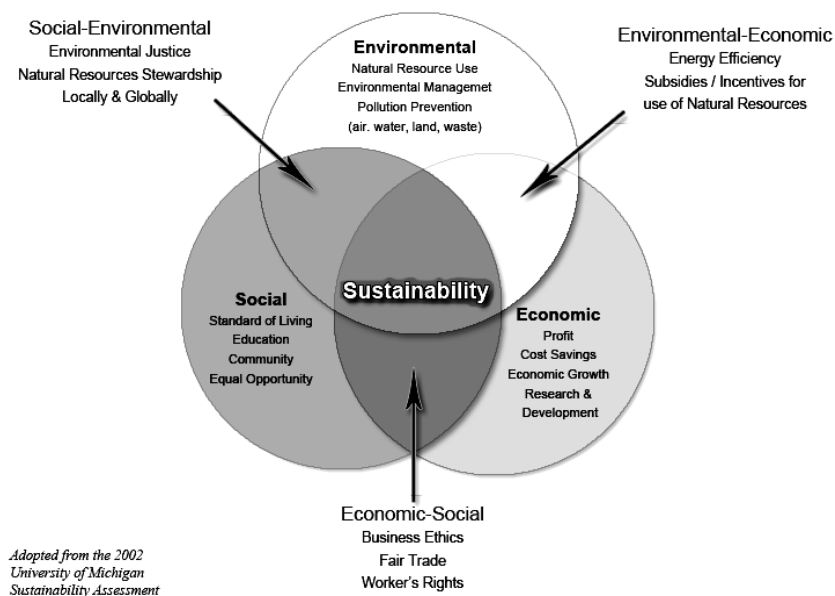 Social-Environmental
Environmental Justice
Natural Resources Stewardship
Locally & Globally
Environmental
Natural Resource Use
Environmental Managemet
Pollution Prevention
(air. water, land, waste)
Environmental-Economic
Energy Efficiency
Subsidies / Incentives for
use of Natural Resources
Sustainability
Social
Standard of Living
Education
Community
Equal Opportunity
Economic
Profit
Cost Savings
Economic Growth
Research &
Development
Economic-Social
Business Ethics
Fair Trade
Worker's Rights
Adopted from the 2002
University of Michigan
Sustainability Assessment